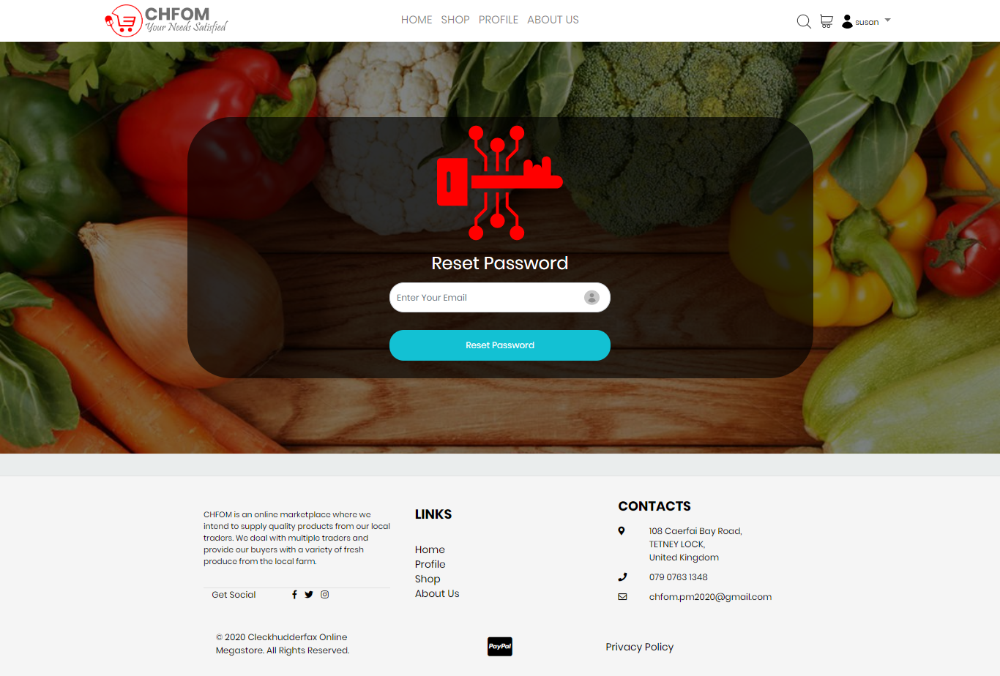 CHFOM
Your Needs Satisfied
HOME SHOP PROFILE ABOUT US
susan
Reset Password
Enter Your Email
Reset Password
CHFOM is an online marketplace where we
intend to supply quality products from our local
traders. We deal with multiple traders and
provide our buyers with a variety of fresh
produce from the local farm.
Get Social
LINKS
Home
Profile
Shop
About Us
CONTACTS
108 Caerfai Bay Road,
TETNEY LOCK,
United Kingdom
079 0763 1348
chfom.pm2020@gmail.com
© 2020 Cleckhudderfax Online
Megastore. All Rights Reserved.
PayPal
Privacy Policy